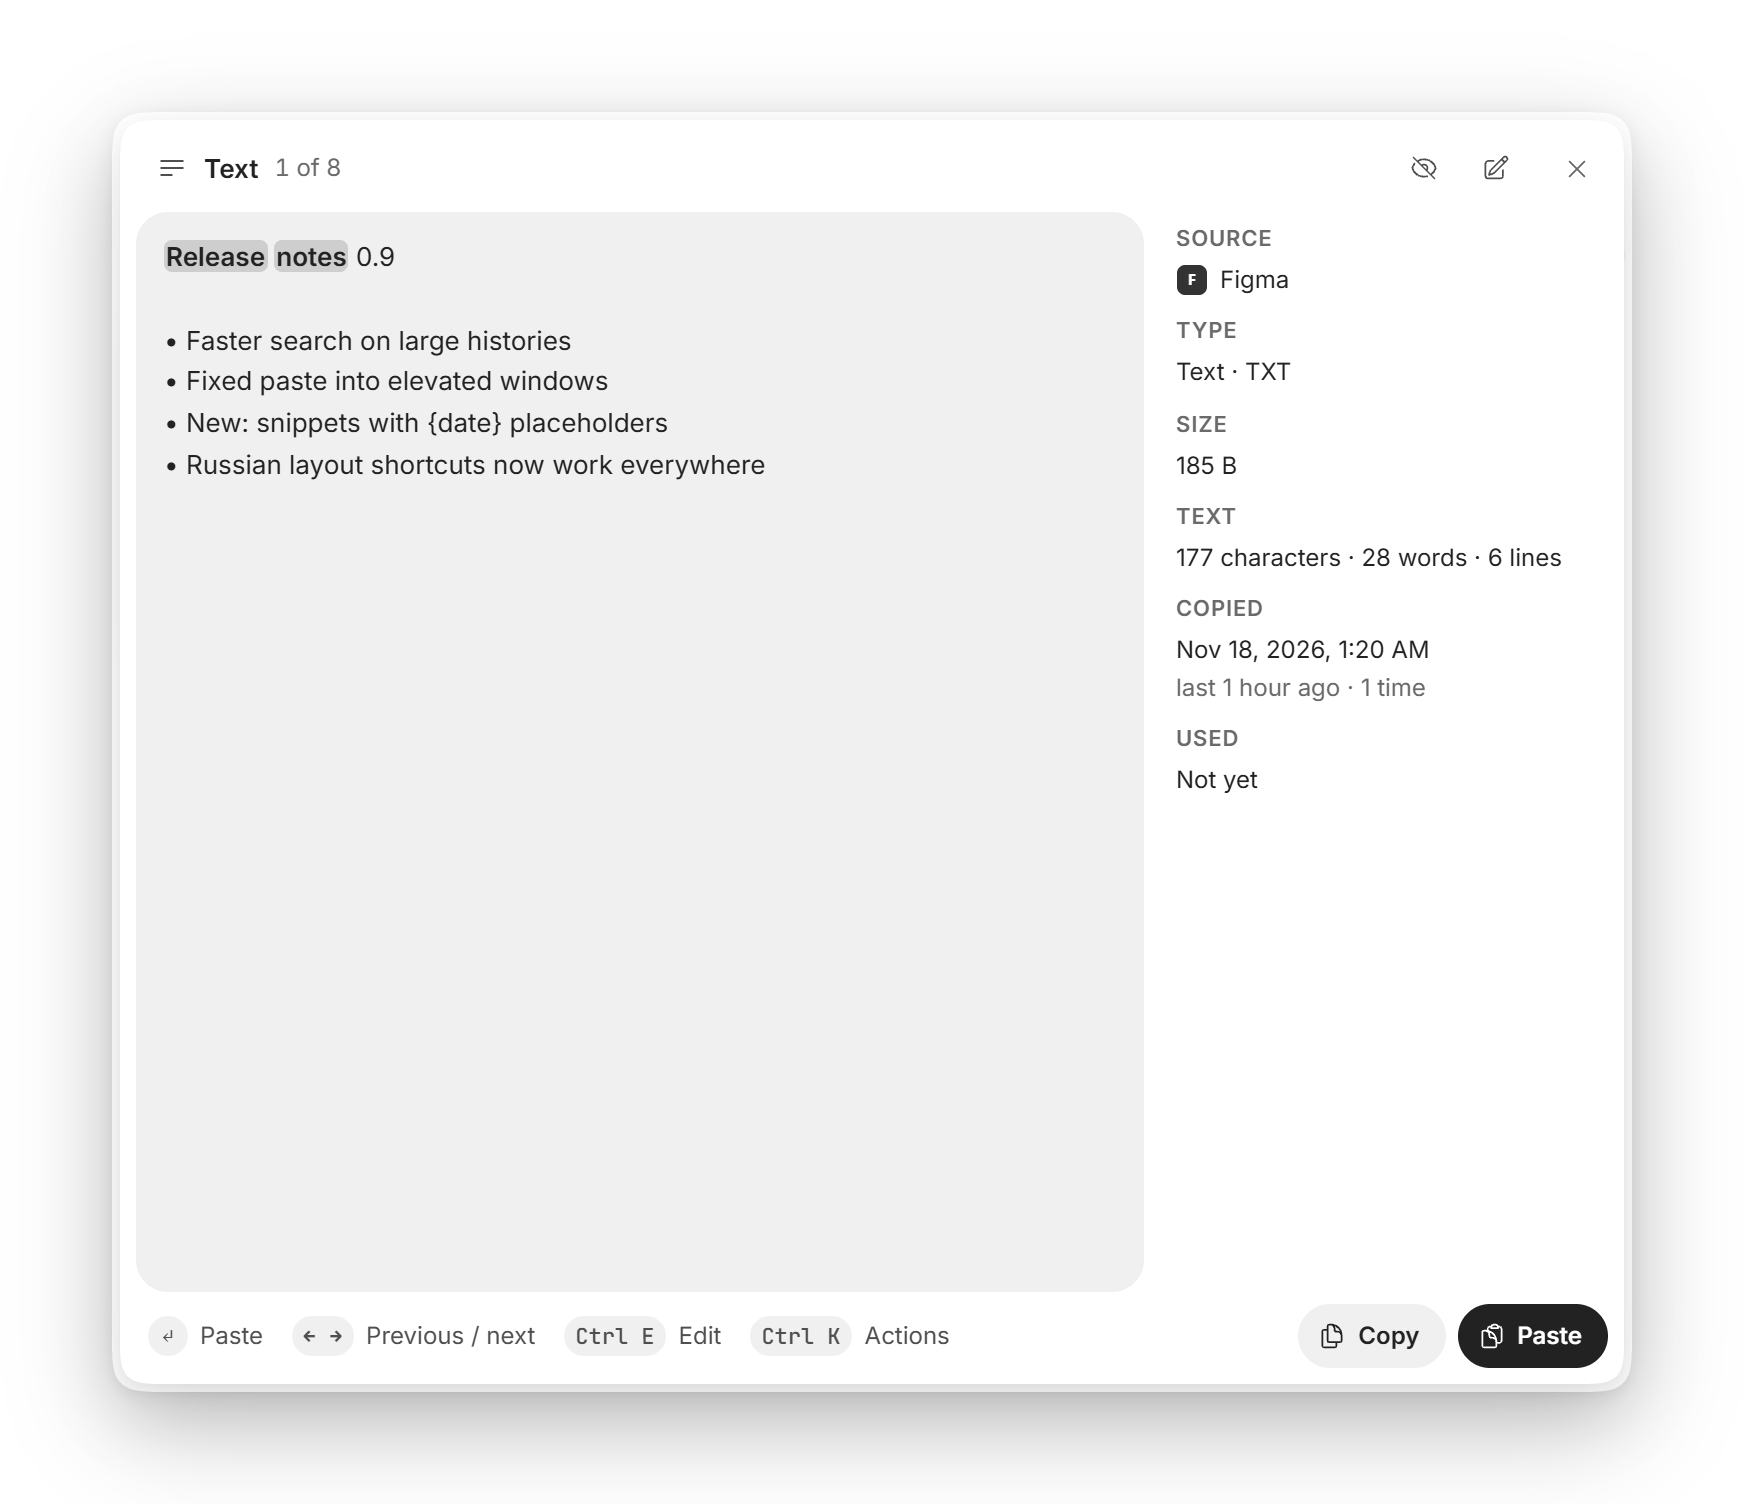 Text 1 of 8
Release notes 0.9
• Faster search on large histories
• Fixed paste into elevated windows
• New: snippets with {date} placeholders
• Russian layout shortcuts now work everywhere
SOURCE
F Figma
TYPE
Text · TXT
SIZE
185 B
TEXT
177 characters · 28 words · 6 lines
COPIED
Nov 18, 2026, 1:20 AM
last 1 hour ago · 1 time
USED
Not yet
↵ Paste ← → Previous / next Ctrl E Edit Ctrl K Actions Copy Paste